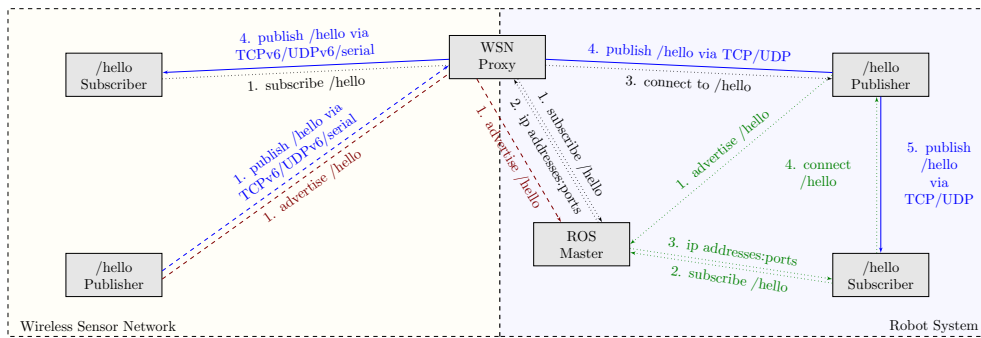 /hello
Subscriber
4. publish /hello via
TCPv6/UDPv6/serial
1. subscribe /hello
WSN
Proxy
4. publish /hello via TCP/UDP
3. connect to /hello
/hello
Publisher
1. publish /hello via
TCPv6/UDPv6/serial
1. advertise /hello
1. advertise /hello
2. ip addresses:ports
1. subscribe /hello
1. advertise /hello
4. connect
/hello
5. publish
/hello
via
TCP/UDP
/hello
Publisher
ROS
Master
3. ip addresses:ports
2. subscribe /hello
/hello
Subscriber
Wireless Sensor Network
Robot System